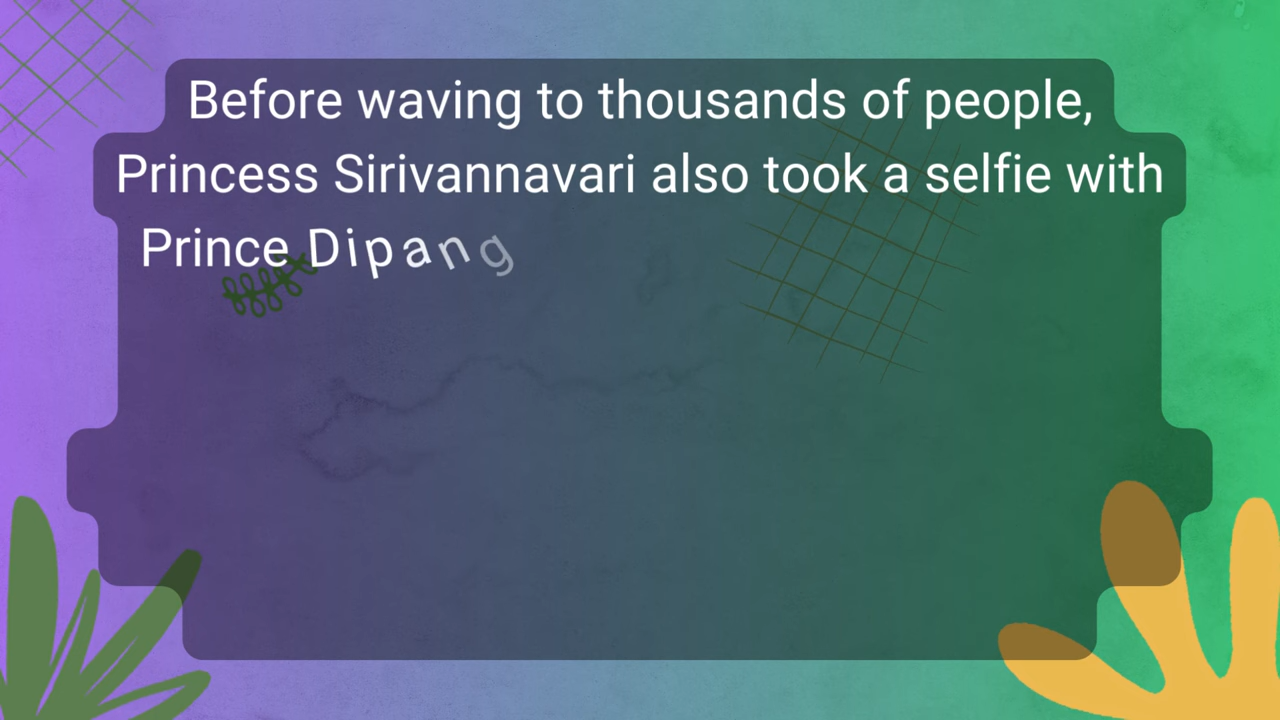 Before waving to thousands of people,
Princess Sirivannavari also took a selfie with
Prince Dipang